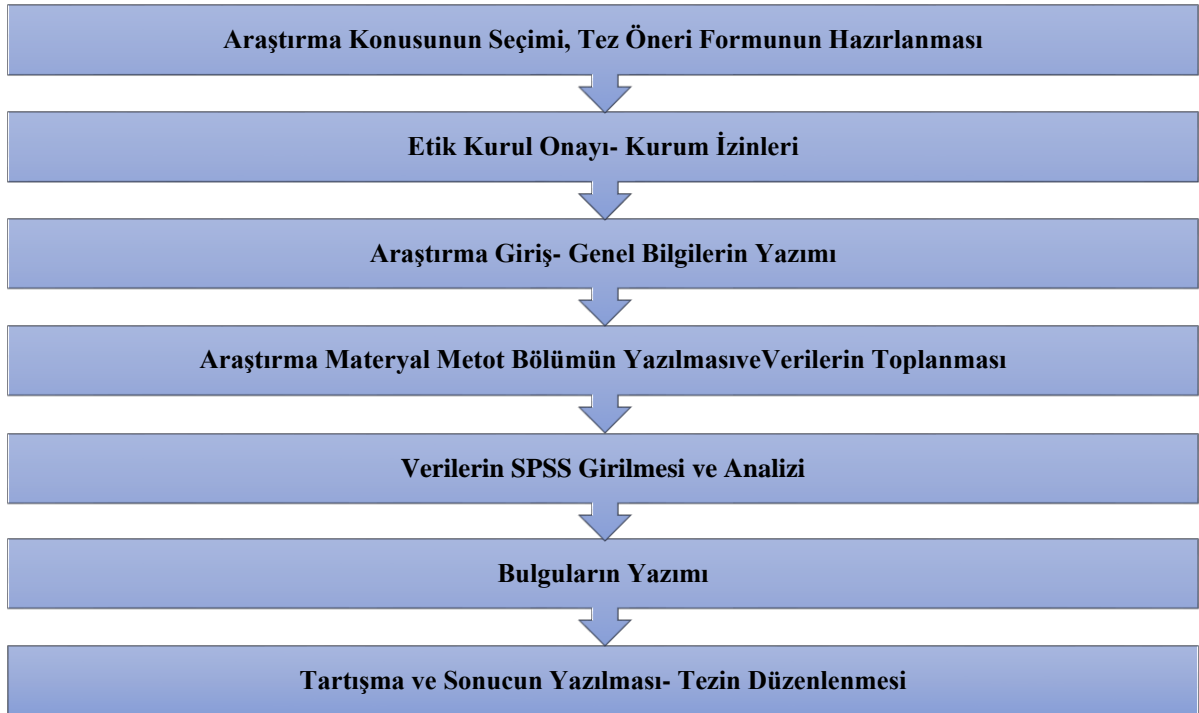 Araştırma Konusunun Seçimi, Tez Öneri Formunun Hazırlanması
Etik Kurul Onayı- Kurum İzinleri
Araştırma Giriş- Genel Bilgilerin Yazımı
Araştırma Materyal Metot Bölümün YazılmasıveVerilerin Toplanması
Verilerin SPSS Girilmesi ve Analizi
Bulguların Yazımı
Tartışma ve Sonucun Yazılması- Tezin Düzenlenmesi